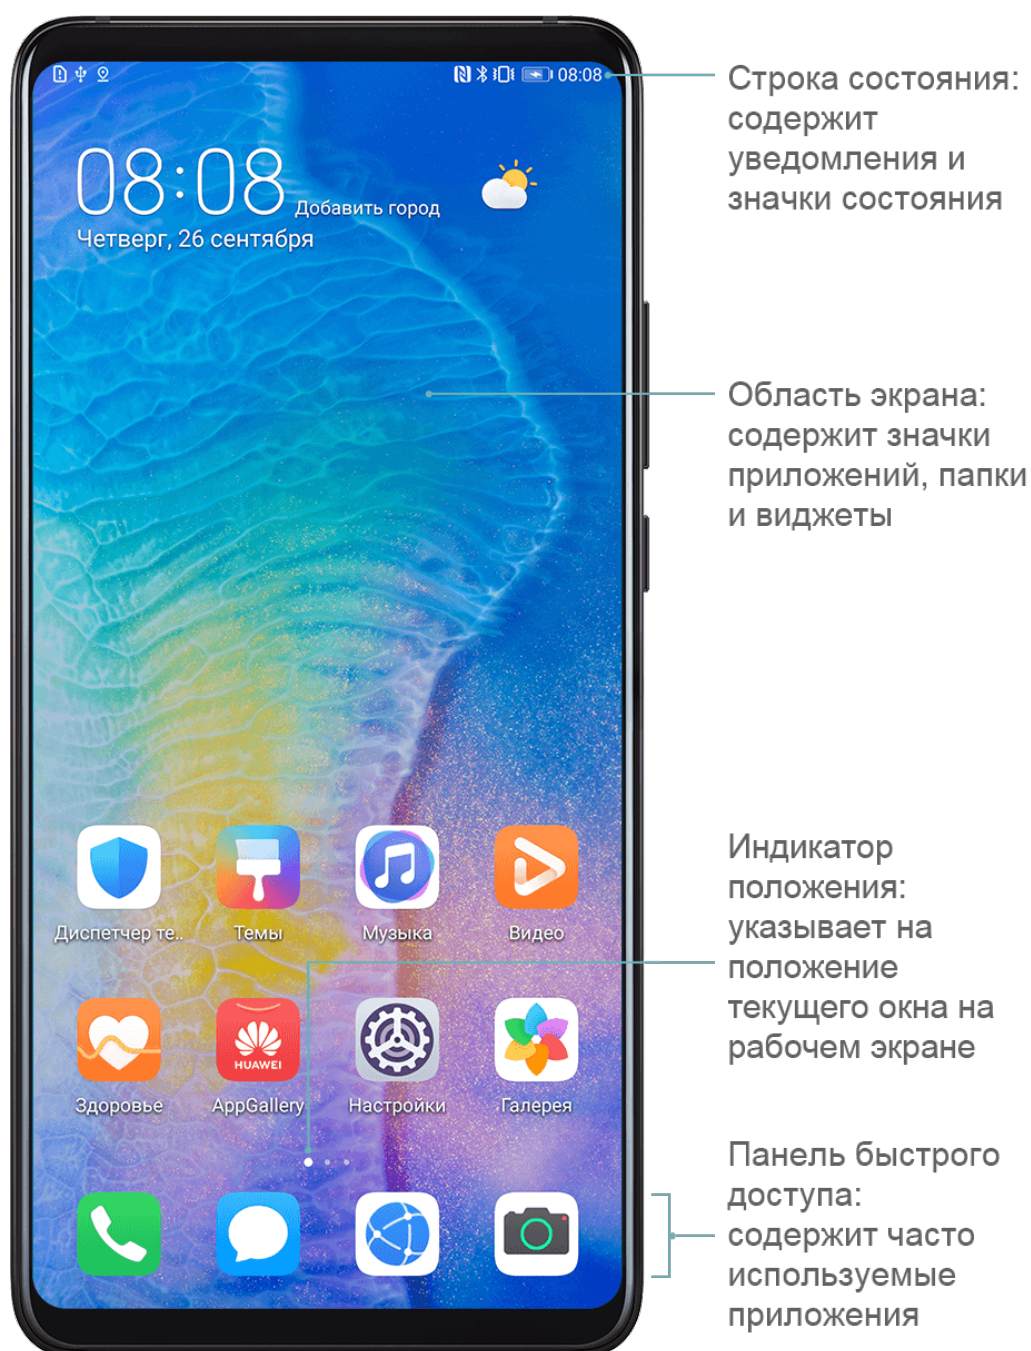 08:08
Строка состояния:
содержит
уведомления и
значки состояния
08:08
Добавить город
Четверг, 26 сентября
Область экрана:
содержит значки
приложений, папки
и виджеты
Диспетчер те..
Темы
Музыка
Видео
Индикатор
положения:
указывает на
положение
текущего окна на
рабочем экране
HUAWEI
Здоровье
AppGallery
Настройки
Галерея
Панель быстрого
доступа:
содержит часто
используемые
приложения